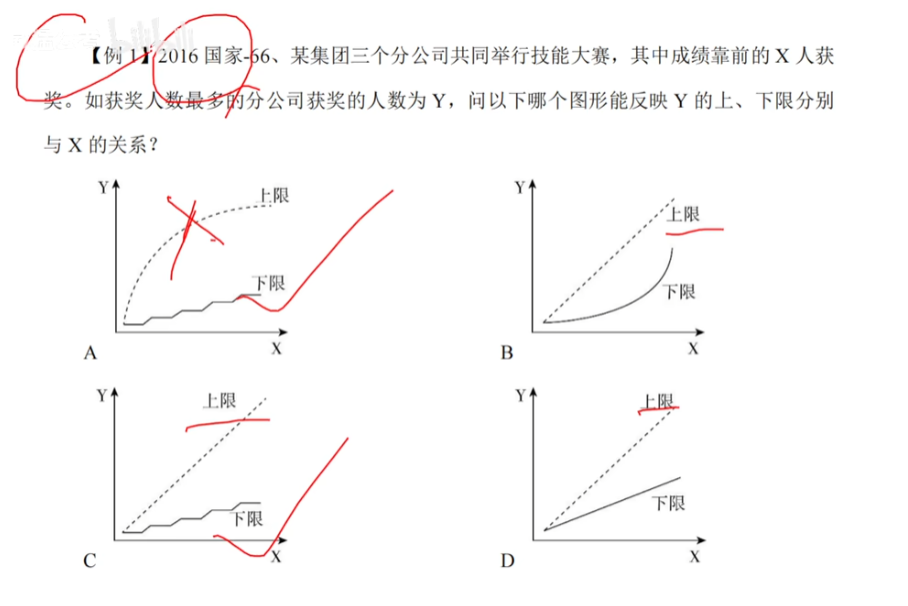 【例 1】2016 国家-66、某集团三个分公司共同举行技能大赛，其中成绩靠前的 X 人获
奖。如获奖人数最多的分公司获奖的人数为 Y，问以下哪个图形能反映 Y 的上、下限分别
与 X 的关系？
Y
上限
下限
X
A
Y
上限
下限
X
B
Y
上限
下限
X
C
Y
上限
下限
X
D